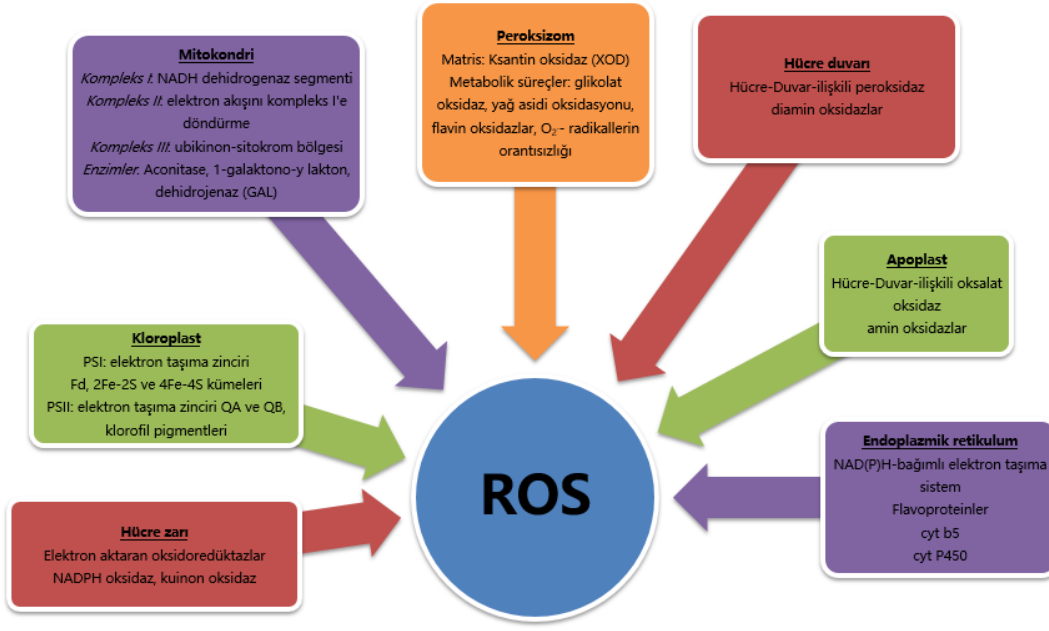 Mitokondri
Kompleks I: NADH dehidrogenaz segmenti
Kompleks II: elektron akışını kompleks I'e
döndürme
Kompleks III: ubikinon-sitokrom bölgesi
Enzimler: Aconitase, 1-galaktono-y lakton,
dehidrojenaz (GAL)
Peroksizom
Matris: Ksantin oksidaz (XOD)
Metabolik süreçler: glikolat
oksidaz, yağ asidi oksidasyonu,
flavin oksidazlar, O₂- radikallerin
orantısızlığı
Hücre duvarı
Hücre-Duvar-ilişkili peroksidaz
diamin oksidazlar
Apoplast
Hücre-Duvar-ilişkili oksalat
oksidaz
amin oksidazlar
Kloroplast
PSI: elektron taşıma zinciri
Fd, 2Fe-2S ve 4Fe-4S kümeleri
PSII: elektron taşıma zinciri QA ve QB,
klorofil pigmentleri
Endoplazmik retikulum
NAD(P)H-bağımlı elektron taşıma
sistem
Flavoproteinler
cyt b5
cyt P450
ROS
Hücre zarı
Elektron aktaran oksidoredüktazlar
NADPH oksidaz, kuinon oksidaz